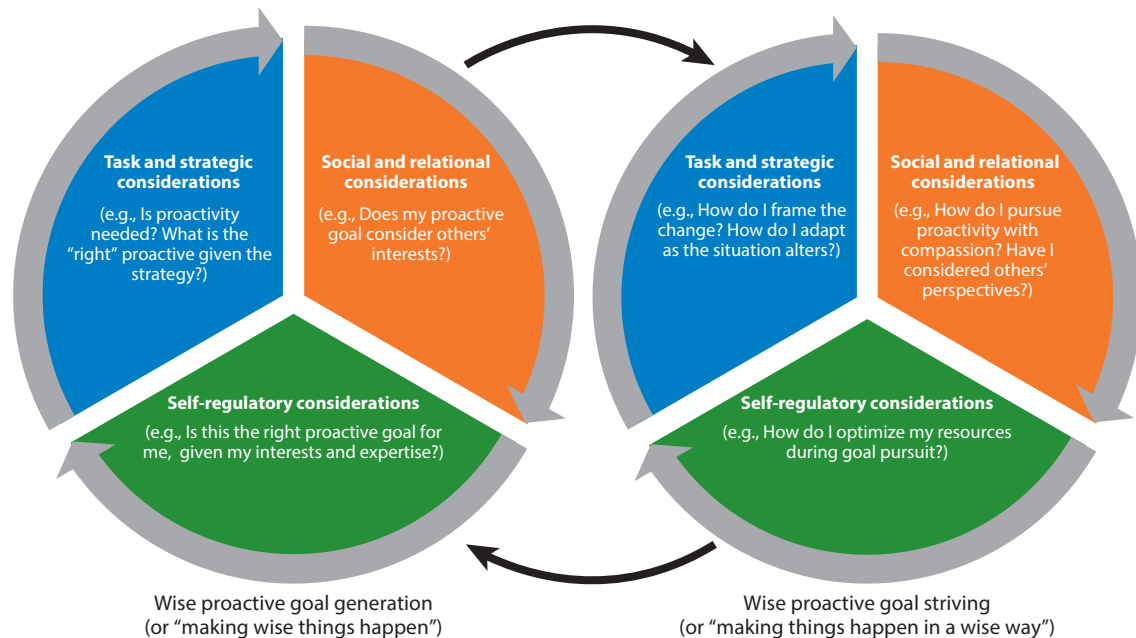 Task and strategic
considerations
(e.g., Is proactivity
needed? What is the
“right” proactive given the
strategy?)
Social and relational
considerations
(e.g., Does my proactive
goal consider others’
interests?)
Self-regulatory considerations
(e.g., Is this the right proactive goal for
me, given my interests and expertise?)
Wise proactive goal generation
(or “making wise things happen”)
Task and strategic
considerations
(e.g., How do I frame the
change? How do I adapt
as the situation alters?)
Social and relational
considerations
(e.g., How do I pursue
proactivity with
compassion? Have I
considered others’
perspectives?)
Self-regulatory considerations
(e.g., How do I optimize my resources
during goal pursuit?)
Wise proactive goal striving
(or “making things happen in a wise way”)